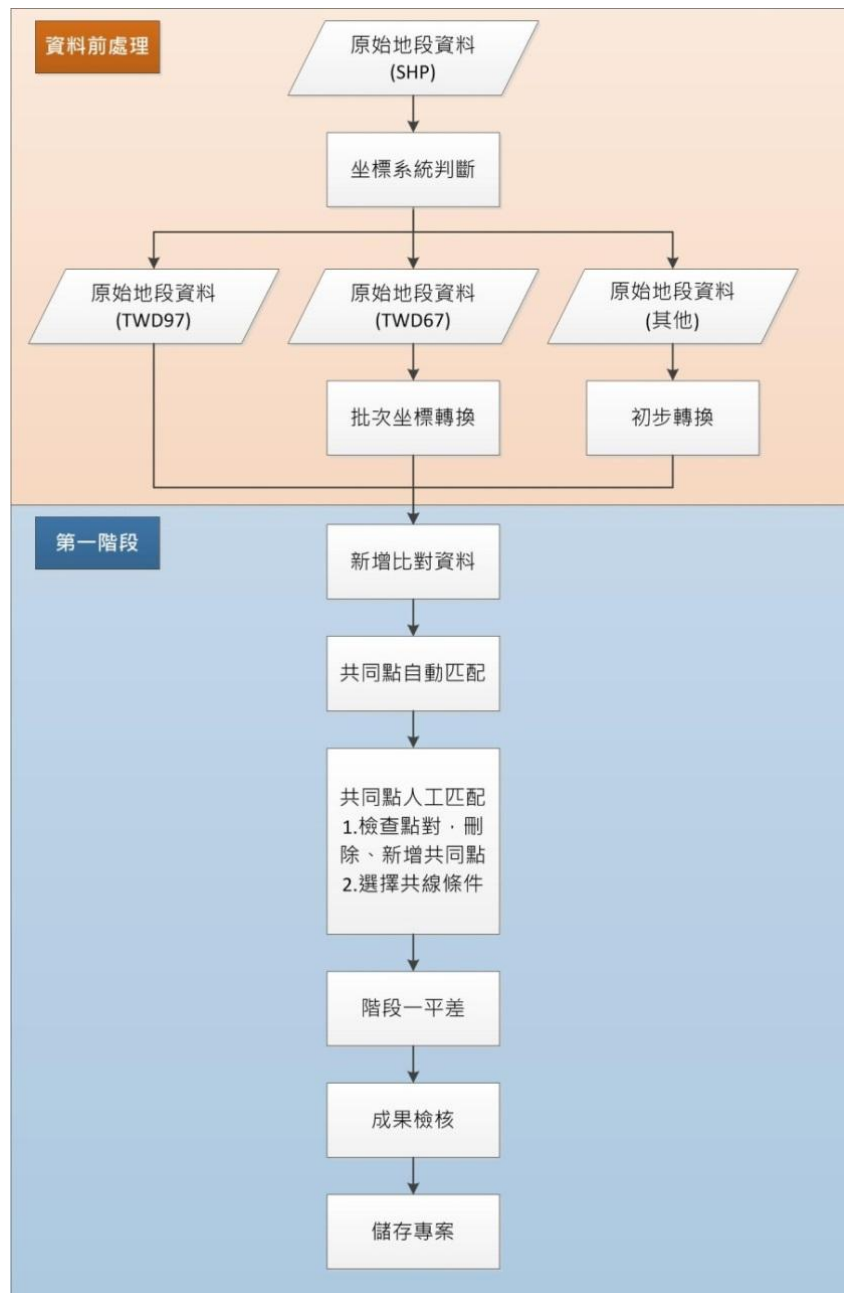 資料前處理
原始地段資料
(SHP)
坐標系統判斷
原始地段資料
(TWD97)
原始地段資料
(TWD67)
原始地段資料
(其他)
批次坐標轉換
初步轉換
第一階段
新增比對資料
共同點自動匹配
共同點人工匹配
1.檢查點對，刪
除、新增共同點
2.選擇共線條件
階段一平差
成果檢核
儲存專案